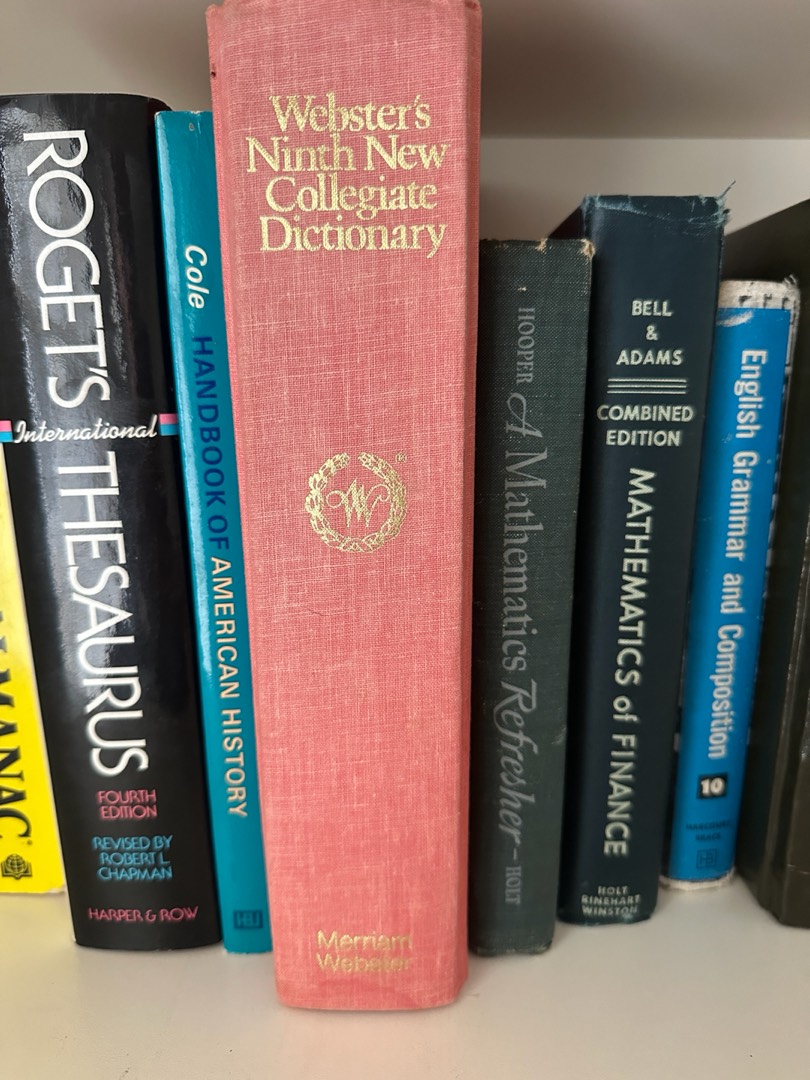 MANAC
ROGET'S
International
THESAURUS
FOURTH
EDITION
REVISED BY
ROBERT L.
CHAPMAN
HARPER & ROW
Cole HANDBOOK OF AMERICAN HISTORY
HBJ
Webster's
Ninth New
Collegiate
Dictionary
W
®
Merriam
Webster
HOOPER A Mathematics Refresher - HOLT
BELL
&
ADAMS
COMBINED
EDITION
MATHEMATICS of FINANCE
HOLT
RINEHART
WINSTON
English Grammar and Composition
10
HARCOURT